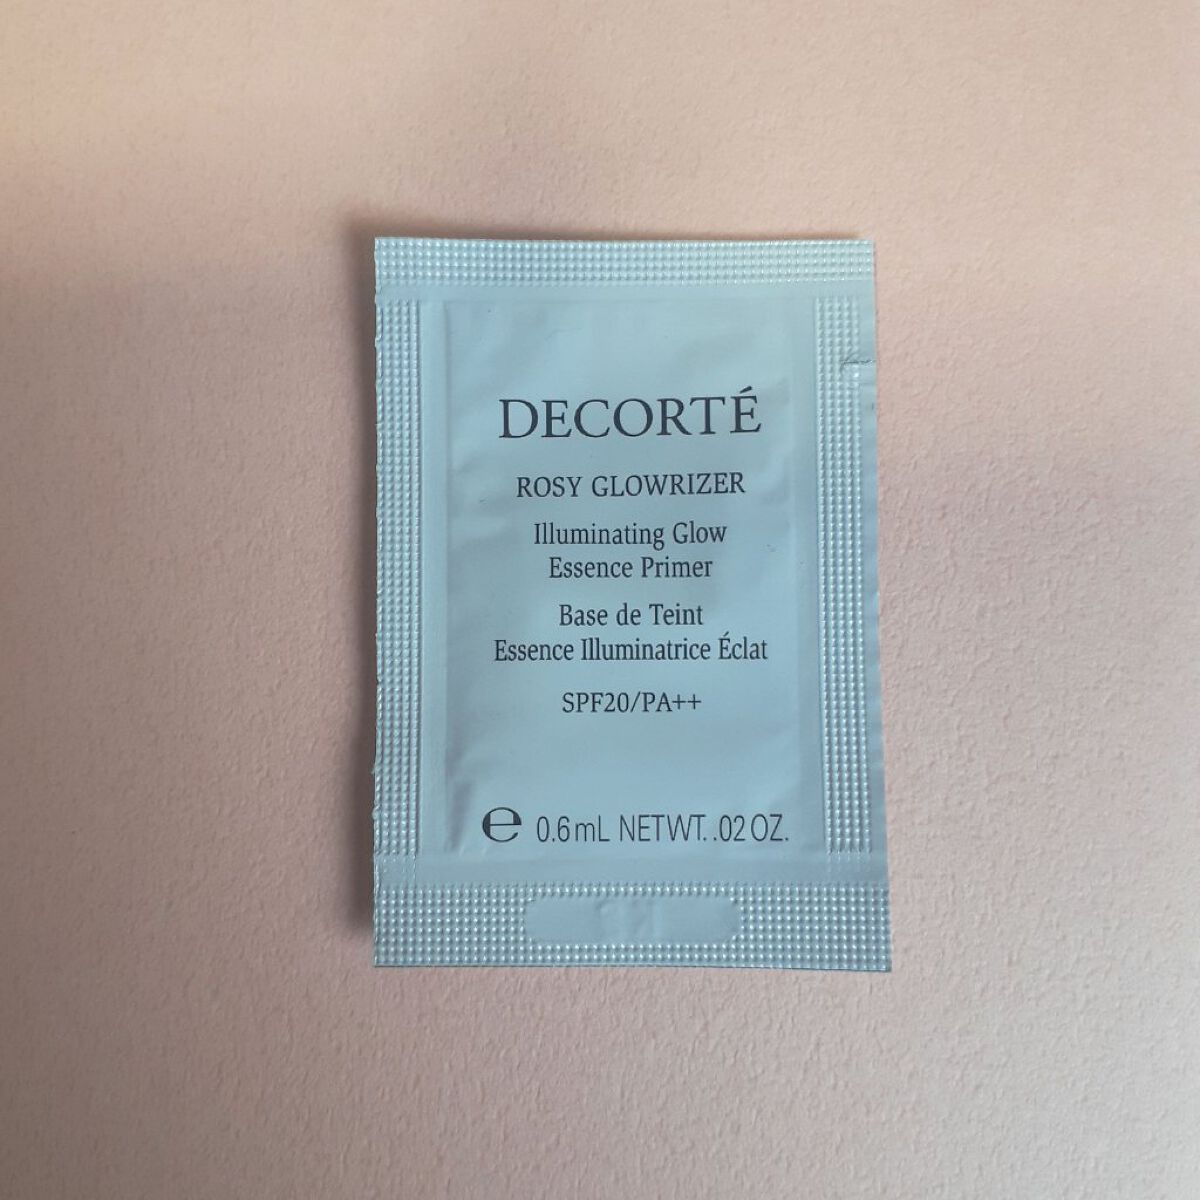 DECORTÉ
ROSY GLOWRIZER
Illuminating Glow
Essence Primer
Base de Teint
Essence Illuminatrice Éclat
SPF20/PA++
℮ 0.6mL NETWT. .02 OZ.